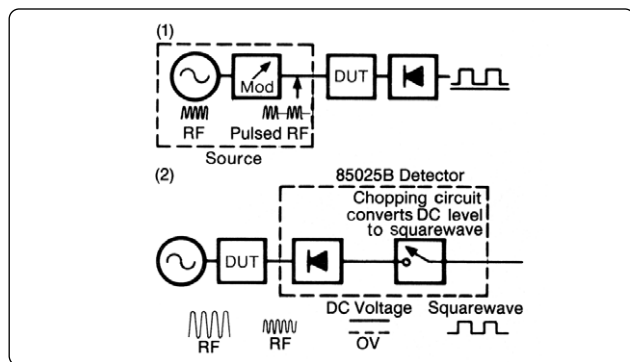 (1)
Mod
DUT
RF
Pulsed RF
Source
(2)
85025B Detector
Chopping circuit
converts DC level
to squarewave
DUT
DC Voltage
Squarewave
RF
RF
OV